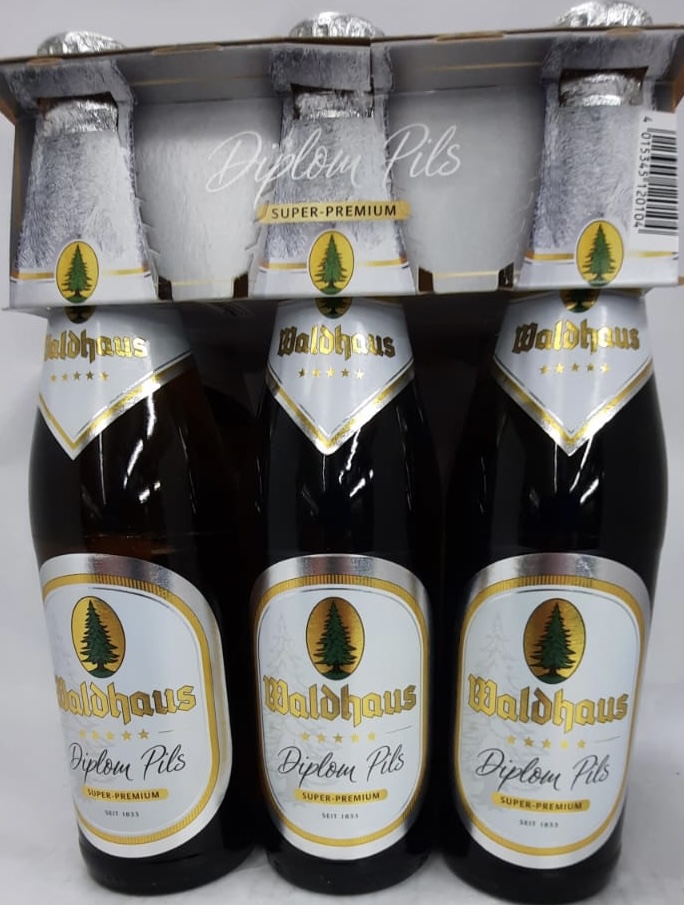 Diplom Pils
SUPER-PREMIUM
4 015345 120104
Waldhaus
Waldhaus
Waldhaus
Waldhaus
Diplom Pils
SUPER-PREMIUM
SEIT 1833
Waldhaus
Diplom Pils
SUPER-PREMIUM
SEIT 1833
Waldhaus
Diplom Pils
SUPER-PREMIUM
SEIT 1833